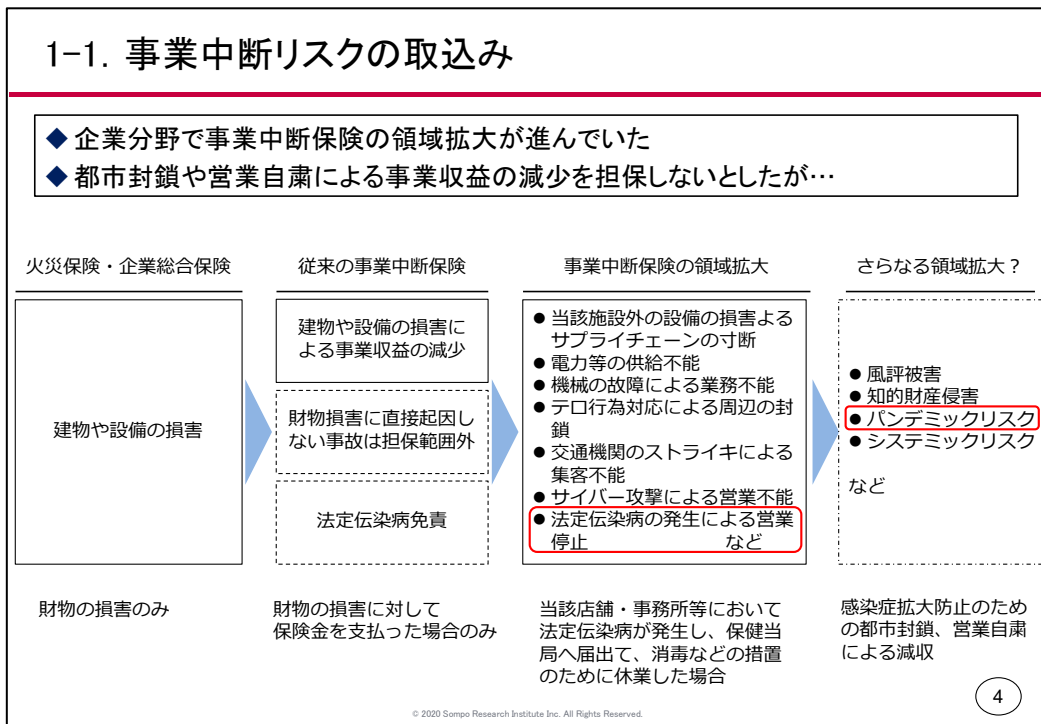 1-1. 事業中断リスクの取込み
◆ 企業分野で事業中断保険の領域拡大が進んでいた
◆ 都市封鎖や営業自粛による事業収益の減少を担保しないとしたが…
火災保険・企業総合保険
建物や設備の損害
財物の損害のみ
従来の事業中断保険
建物や設備の損害に
よる事業収益の減少
財物損害に直接起因し
ない事故は担保範囲外
法定伝染病免責
財物の損害に対して
保険金を支払った場合のみ
事業中断保険の領域拡大
● 当該施設外の設備の損害よる
サプライチェーンの寸断
● 電力等の供給不能
● 機械の故障による業務不能
● テロ行為対応による周辺の封
鎖
● 交通機関のストライキによる
集客不能
● サイバー攻撃による営業不能
● 法定伝染病の発生による営業
停止 など
当該店舗・事務所等において
法定伝染病が発生し、保健当
局へ届出て、消毒などの措置
のために休業した場合
さらなる領域拡大？
● 風評被害
● 知的財産侵害
● パンデミックリスク
● システミックリスク
など
感染症拡大防止のため
の都市封鎖、営業自粛
による減収
4
© 2020 Sompo Research Institute Inc. All Rights Reserved.